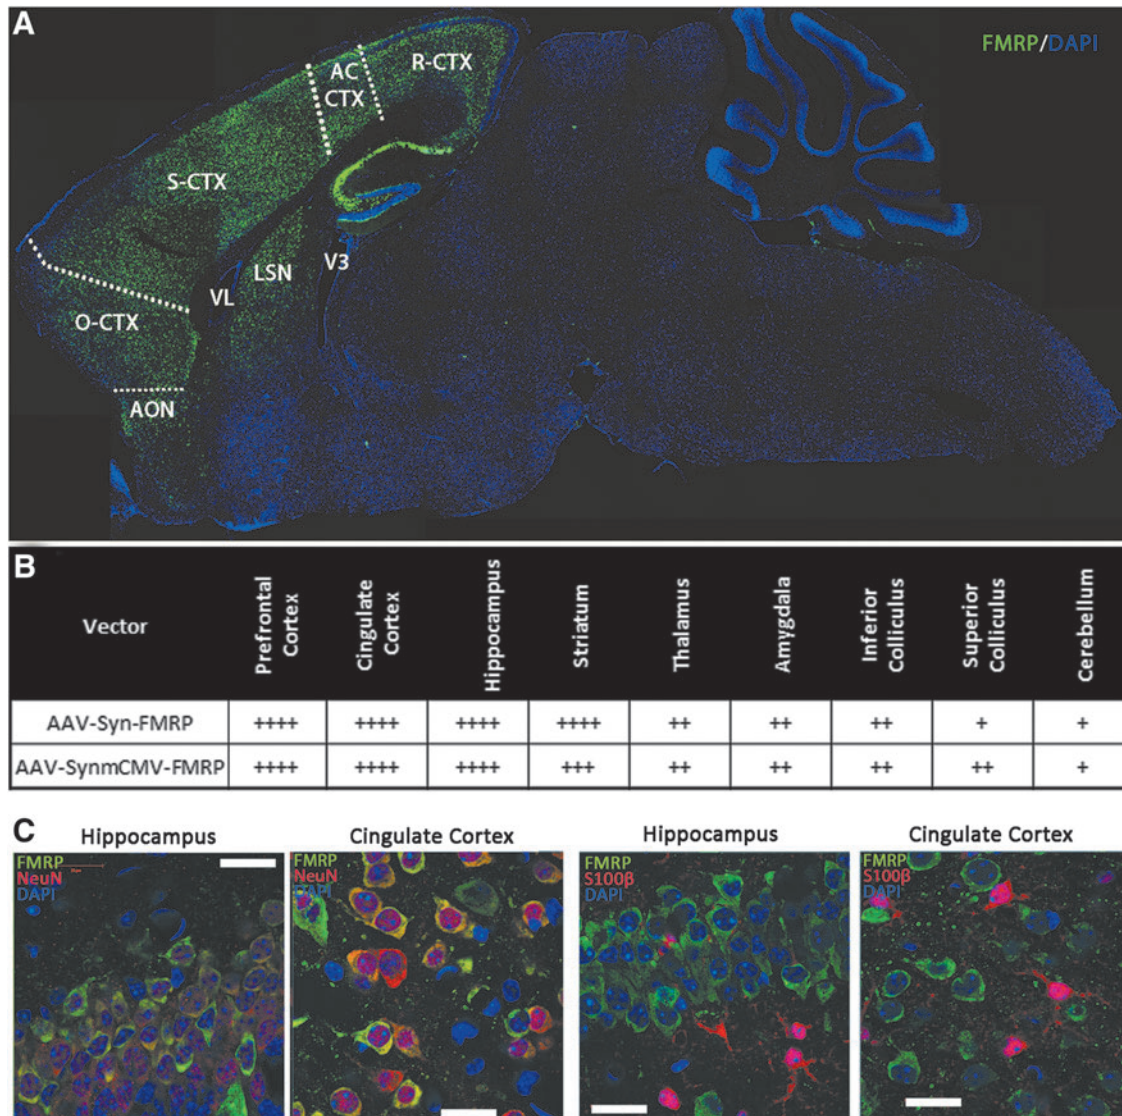 A
FMRP/DAPI
AC
CTX
R-CTX
S-CTX
LSN
V3
VL
O-CTX
AON
B
Vector
Prefrontal
Cortex
Cingulate
Cortex
Hippocampus
Striatum
Thalamus
Amygdala
Inferior
Colliculus
Superior
Colliculus
Cerebellum
AAV-Syn-FMRP ++++ ++++ ++++ ++++ ++ ++ ++ + +
AAV-SynmCMV-FMRP ++++ ++++ ++++ +++ ++ ++ ++ ++ +
C
Hippocampus
Cingulate Cortex
Hippocampus
Cingulate Cortex
FMRP
NeuN
DAPI
FMRP
NeuN
DAPI
FMRP
S100β
DAPI
FMRP
S100β
DAPI